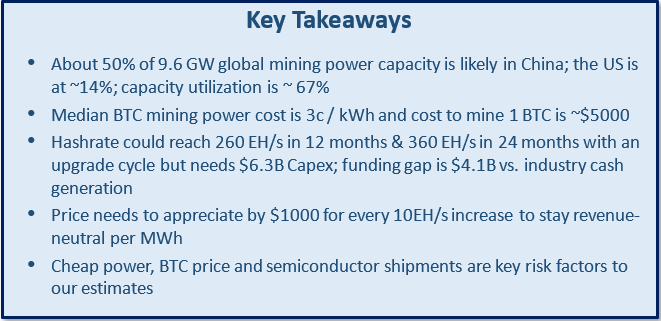 Key Takeaways
• About 50% of 9.6 GW global mining power capacity is likely in China; the US is
at ~14%; capacity utilization is ~ 67%
• Median BTC mining power cost is 3c / kWh and cost to mine 1 BTC is ~$5000
• Hashrate could reach 260 EH/s in 12 months & 360 EH/s in 24 months with an
upgrade cycle but needs $6.3B Capex; funding gap is $4.1B vs. industry cash
generation
• Price needs to appreciate by $1000 for every 10EH/s increase to stay revenue-
neutral per MWh
• Cheap power, BTC price and semiconductor shipments are key risk factors to
our estimates